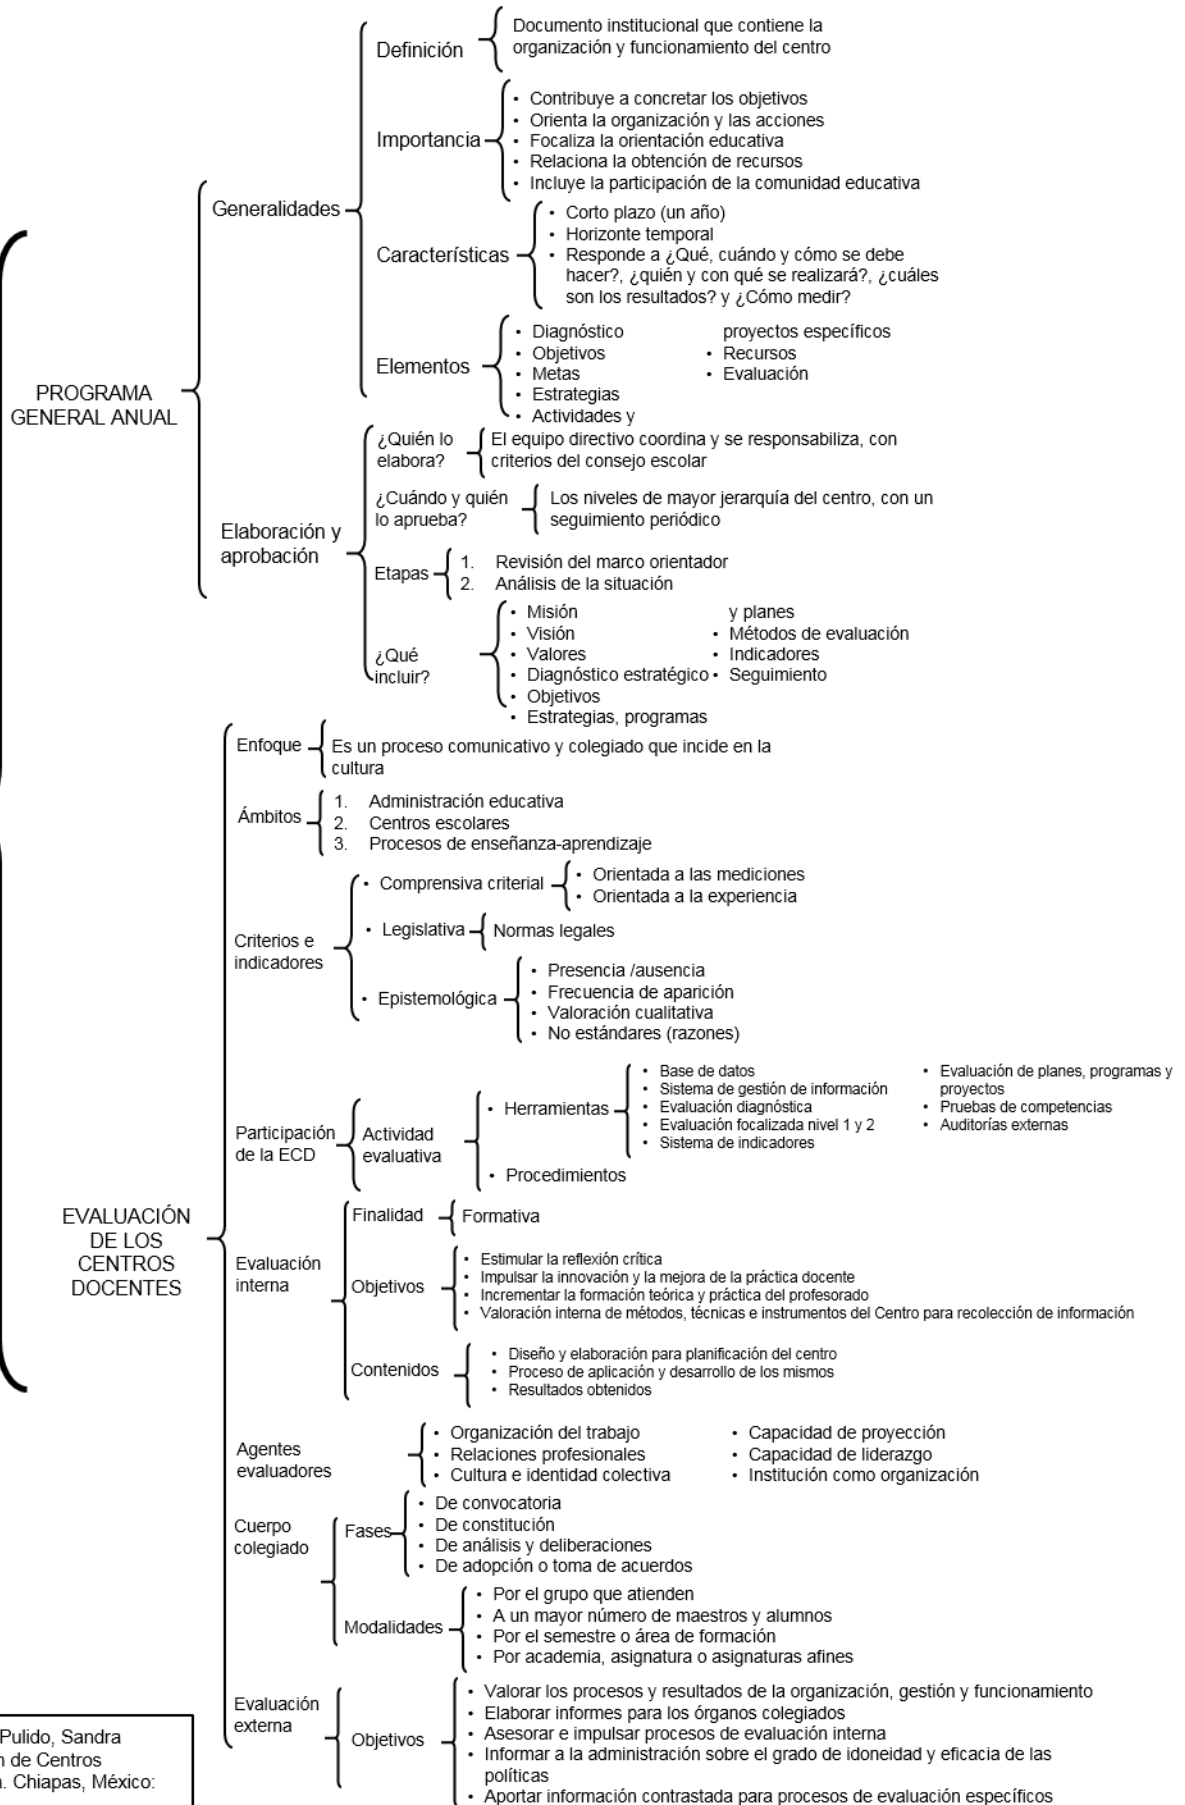 PROGRAMA
GENERAL ANUAL
Generalidades
Definición
Documento institucional que contiene la
organización y funcionamiento del centro
Importancia
• Contribuye a concretar los objetivos
• Orienta la organización y las acciones
• Focaliza la orientación educativa
• Relaciona la obtención de recursos
• Incluye la participación de la comunidad educativa
Características
• Corto plazo (un año)
• Horizonte temporal
• Responde a ¿Qué, cuándo y cómo se debe
hacer?, ¿quién y con qué se realizará?, ¿cuáles
son los resultados? y ¿Cómo medir?
Elementos
• Diagnóstico
• Objetivos
• Metas
• Estrategias
• Actividades y
proyectos específicos
• Recursos
• Evaluación
Elaboración y
aprobación
¿Quién lo
elabora?
El equipo directivo coordina y se responsabiliza, con
criterios del consejo escolar
¿Cuándo y quién
lo aprueba?
Los niveles de mayor jerarquía del centro, con un
seguimiento periódico
Etapas
1. Revisión del marco orientador
2. Análisis de la situación
¿Qué
incluir?
• Misión
• Visión
• Valores
• Diagnóstico estratégico
• Objetivos
• Estrategias, programas
y planes
• Métodos de evaluación
• Indicadores
• Seguimiento
EVALUACIÓN
DE LOS
CENTROS
DOCENTES
Enfoque
Es un proceso comunicativo y colegiado que incide en la
cultura
Ámbitos
1. Administración educativa
2. Centros escolares
3. Procesos de enseñanza-aprendizaje
Criterios e
indicadores
• Comprensiva criterial
• Orientada a las mediciones
• Orientada a la experiencia
• Legislativa
Normas legales
• Epistemológica
• Presencia /ausencia
• Frecuencia de aparición
• Valoración cualitativa
• No estándares (razones)
Participación
de la ECD
Actividad
evaluativa
• Herramientas
• Base de datos
• Sistema de gestión de información
• Evaluación diagnóstica
• Evaluación focalizada nivel 1 y 2
• Sistema de indicadores
• Evaluación de planes, programas y
proyectos
• Pruebas de competencias
• Auditorías externas
• Procedimientos
Evaluación
interna
Finalidad
Formativa
Objetivos
• Estimular la reflexión crítica
• Impulsar la innovación y la mejora de la práctica docente
• Incrementar la formación teórica y práctica del profesorado
• Valoración interna de métodos, técnicas e instrumentos del Centro para recolección de información
Contenidos
• Diseño y elaboración para planificación del centro
• Proceso de aplicación y desarrollo de los mismos
• Resultados obtenidos
Agentes
evaluadores
• Organización del trabajo
• Relaciones profesionales
• Cultura e identidad colectiva
• Capacidad de proyección
• Capacidad de liderazgo
• Institución como organización
Cuerpo
colegiado
Fases
• De convocatoria
• De constitución
• De análisis y deliberaciones
• De adopción o toma de acuerdos
Modalidades
• Por el grupo que atienden
• A un mayor número de maestros y alumnos
• Por el semestre o área de formación
• Por academia, asignatura o asignaturas afines
Evaluación
externa
Objetivos
• Valorar los procesos y resultados de la organización, gestión y funcionamiento
• Elaborar informes para los órganos colegiados
• Asesorar e impulsar procesos de evaluación interna
• Informar a la administración sobre el grado de idoneidad y eficacia de las
políticas
• Aportar información contrastada para procesos de evaluación específicos
Pulido, Sandra
de Centros
Chiapas, México: